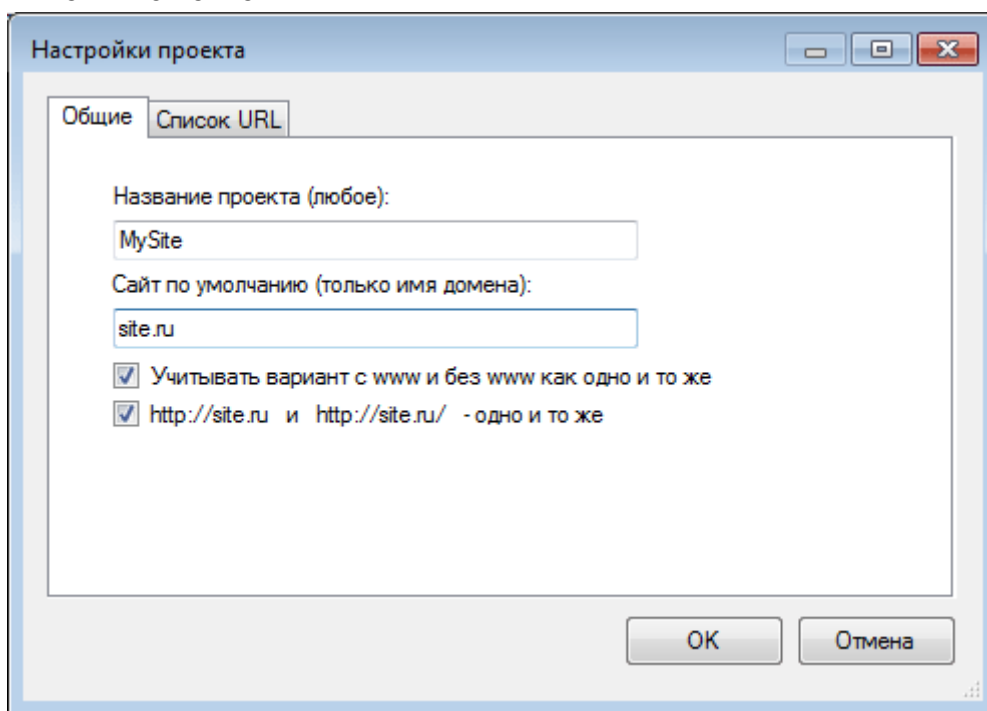 Настройки проекта
Общие Список URL
Название проекта (любое):
MySite
Сайт по умолчанию (только имя домена):
site.ru
Учитывать вариант с www и без www как одно и то же
http://site.ru и http://site.ru/ - одно и то же
OK Отмена